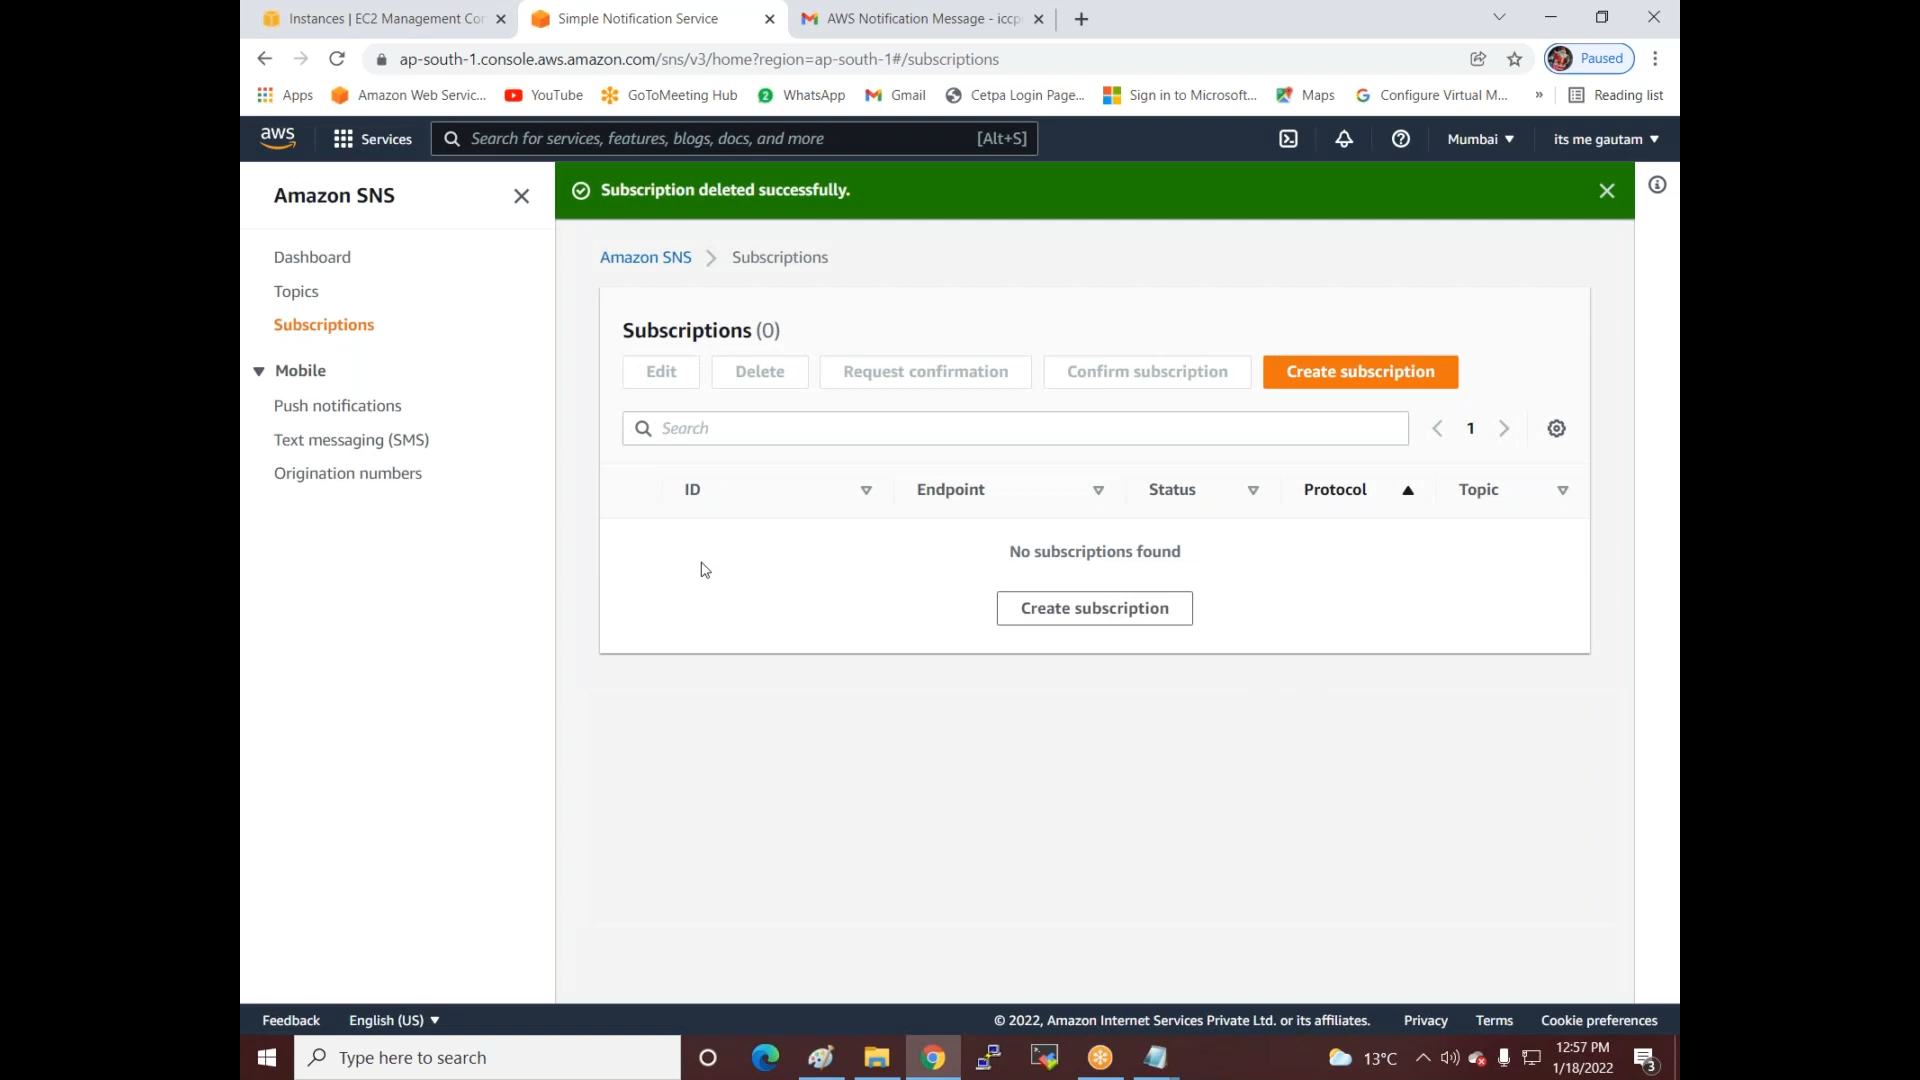 Instances | EC2 Management Cor
Simple Notification Service
AWS Notification Message - iccp
ap-south-1.console.aws.amazon.com/sns/v3/home?region=ap-south-1#/subscriptions
Paused
Apps
Amazon Web Servic...
YouTube
GoToMeeting Hub
2
WhatsApp
Gmail
Cetpa Login Page...
Sign in to Microsoft...
Maps
Configure Virtual M...
»
Reading list
aws
Services
Search for services, features, blogs, docs, and more
[Alt+S]
Mumbai
its me gautam
Amazon SNS
Subscription deleted successfully.
Dashboard
Topics
Subscriptions
Mobile
Push notifications
Text messaging (SMS)
Origination numbers
Amazon SNS
Subscriptions
Subscriptions (0)
Edit
Delete
Request confirmation
Confirm subscription
Create subscription
Search
1
ID
Endpoint
Status
Protocol
Topic
No subscriptions found
Create subscription
Feedback
English (US)
© 2022, Amazon Internet Services Private Ltd. or its affiliates.
Privacy
Terms
Cookie preferences
Type here to search
13°C
12:57 PM
1/18/2022
3